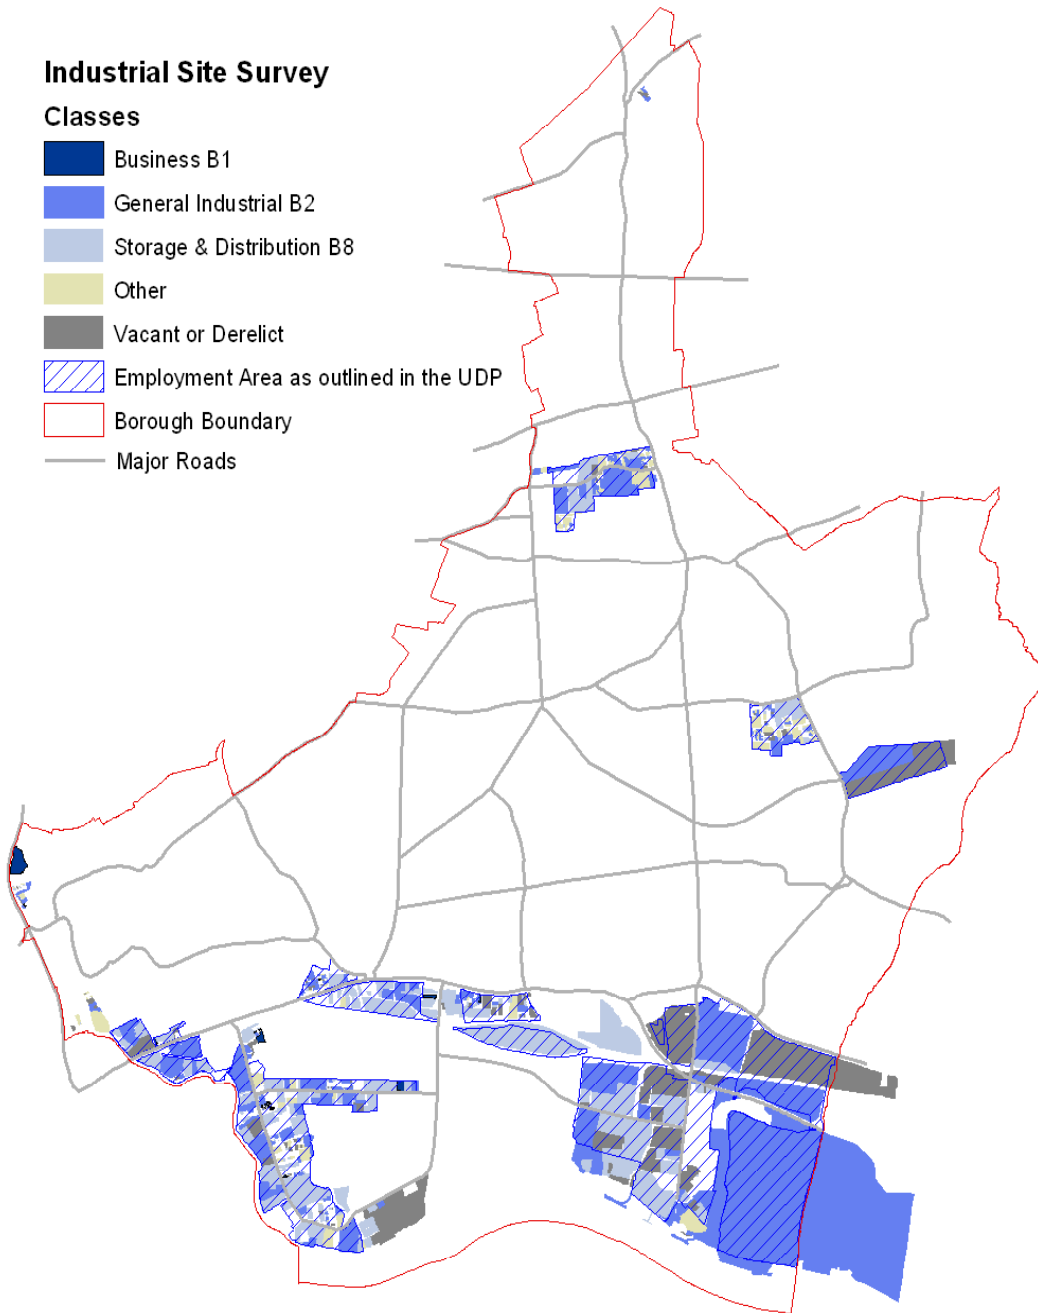 Industrial Site Survey
Classes
Business B1
General Industrial B2
Storage & Distribution B8
Other
Vacant or Derelict
Employment Area as outlined in the UDP
Borough Boundary
Major Roads